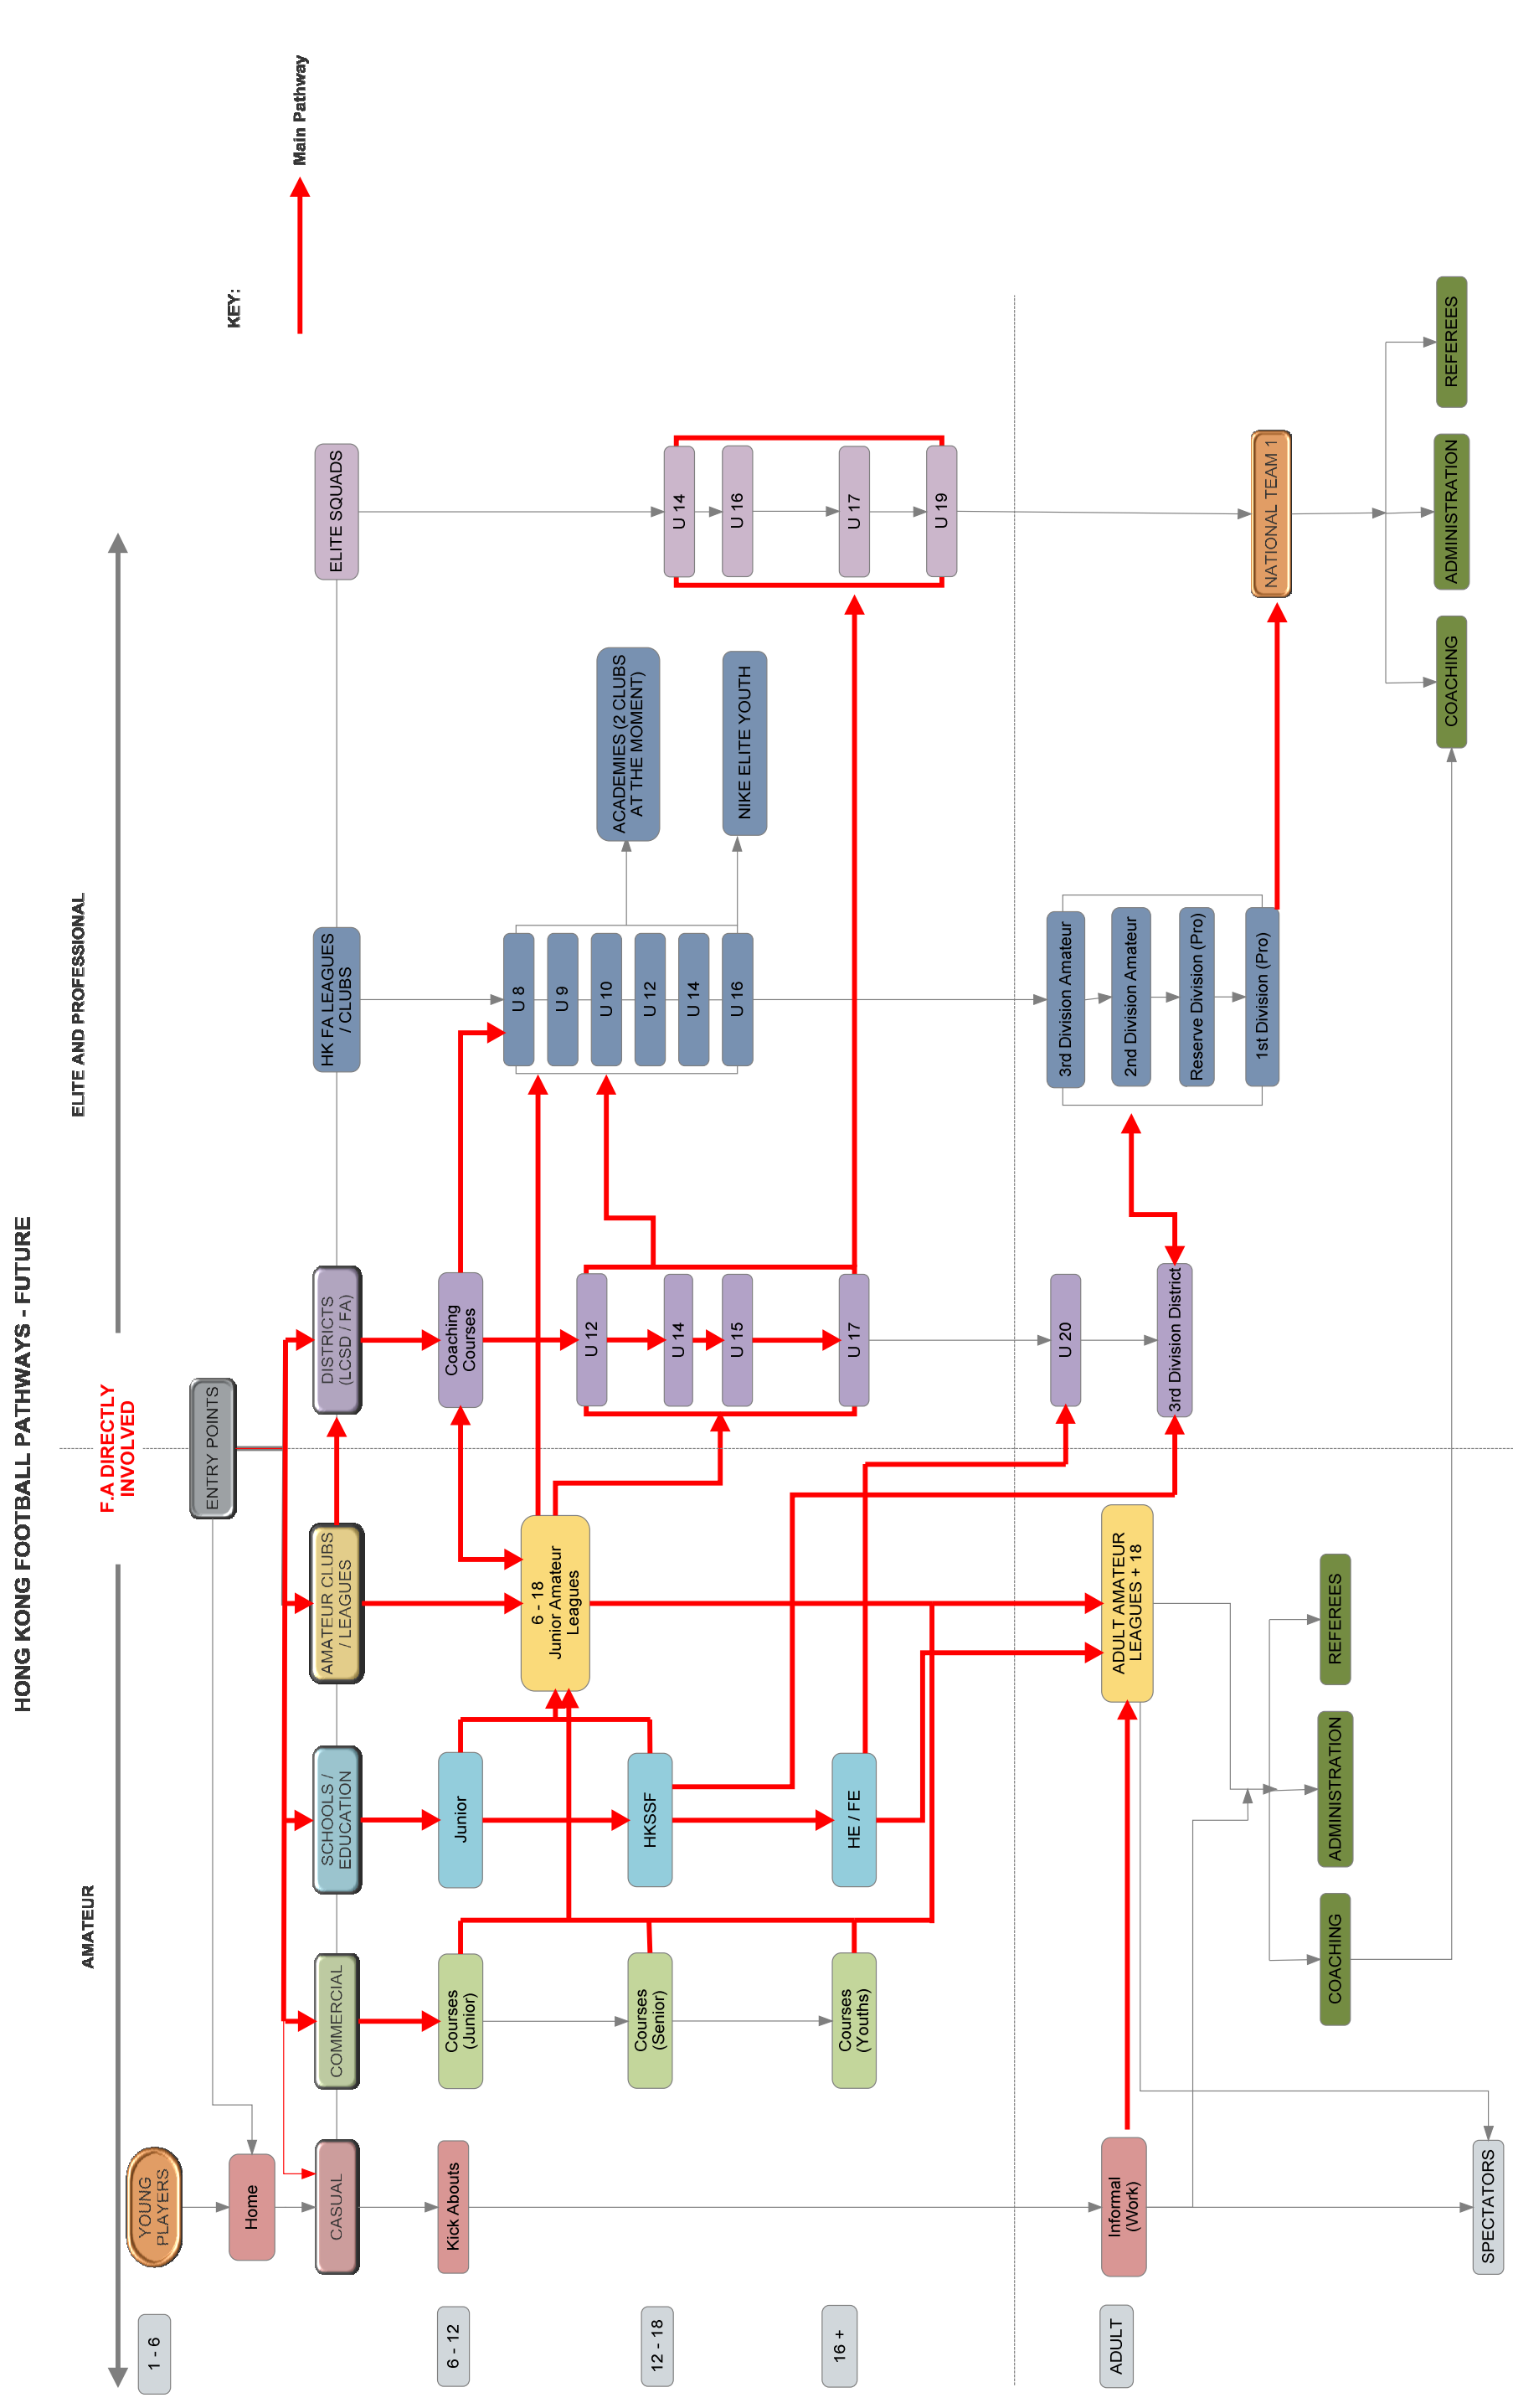 HONG KONG FOOTBALL PATHWAYS - FUTURE
AMATEUR
F.A DIRECTLY
INVOLVED
ELITE AND PROFESSIONAL
KEY:
Main Pathway
1 - 6
YOUNG
PLAYERS
ENTRY POINTS
Home
CASUAL
COMMERCIAL
SCHOOLS /
EDUCATION
AMATEUR CLUBS
/ LEAGUES
DISTRICTS
(LCSD / FA)
HK FA LEAGUES
/ CLUBS
ELITE SQUADS
6 - 12
Kick Abouts
Courses
(Junior)
Junior
Coaching
Courses
6 - 18
Junior Amateur
Leagues
U 8
U 9
U 10
U 12
U 14
U 16
ACADEMIES (2 CLUBS
AT THE MOMENT)
NIKE ELITE YOUTH
12 - 18
Courses
(Senior)
HKSSF
U 12
U 14
U 15
U 17
U 14
U 16
U 17
U 19
16 +
Courses
(Youths)
HE / FE
ADULT
Informal
(Work)
ADULT AMATEUR
LEAGUES + 18
U 20
3rd Division District
3rd Division Amateur
2nd Division Amateur
Reserve Division (Pro)
1st Division (Pro)
NATIONAL TEAM 1
COACHING
ADMINISTRATION
REFEREES
COACHING
ADMINISTRATION
REFEREES
SPECTATORS